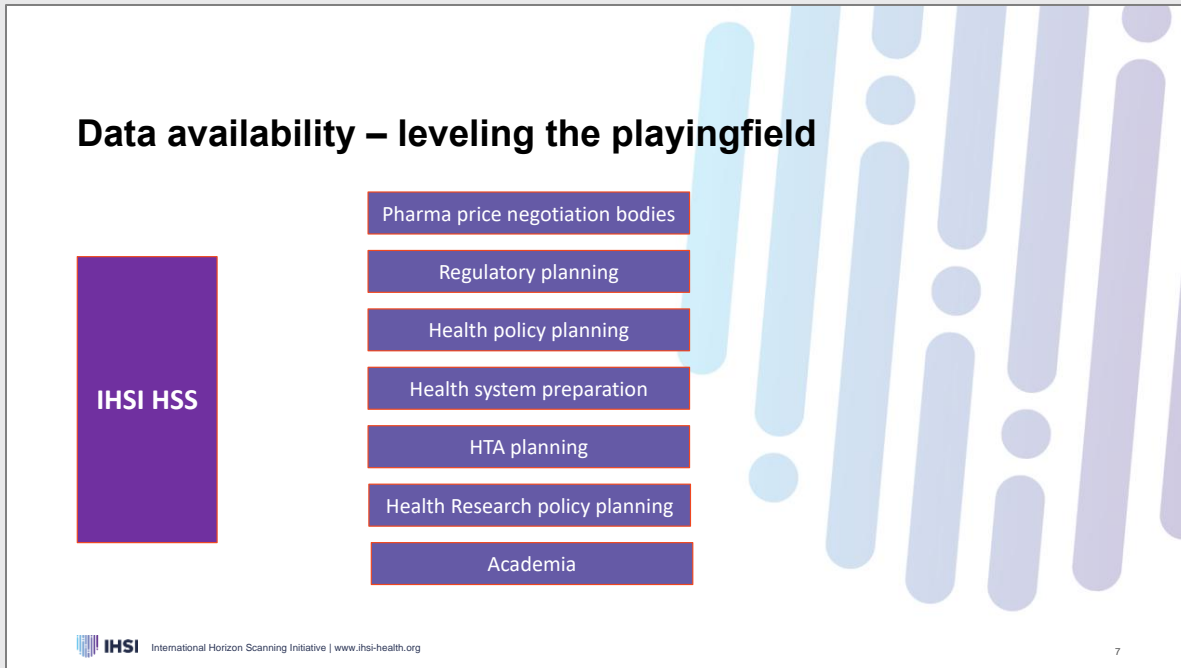 Data availability – leveling the playingfield
Pharma price negotiation bodies
Regulatory planning
Health policy planning
IHSI HSS
Health system preparation
HTA planning
Health Research policy planning
Academia
IHSI International Horizon Scanning Initiative | www.ihsi-health.org
7